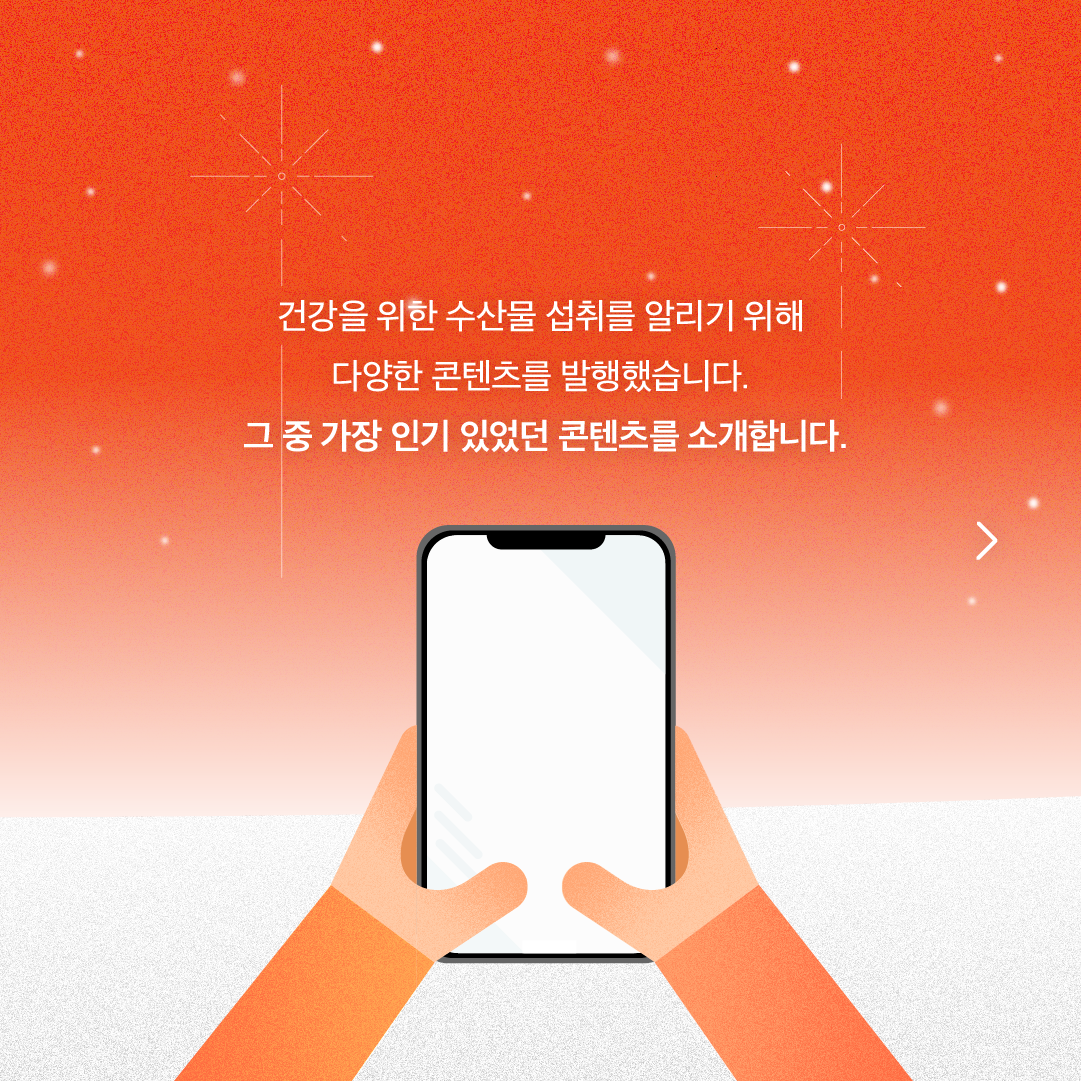 건강을 위한 수산물 섭취를 알리기 위해
다양한 콘텐츠를 발행했습니다.
그 중 가장 인기 있었던 콘텐츠를 소개합니다.